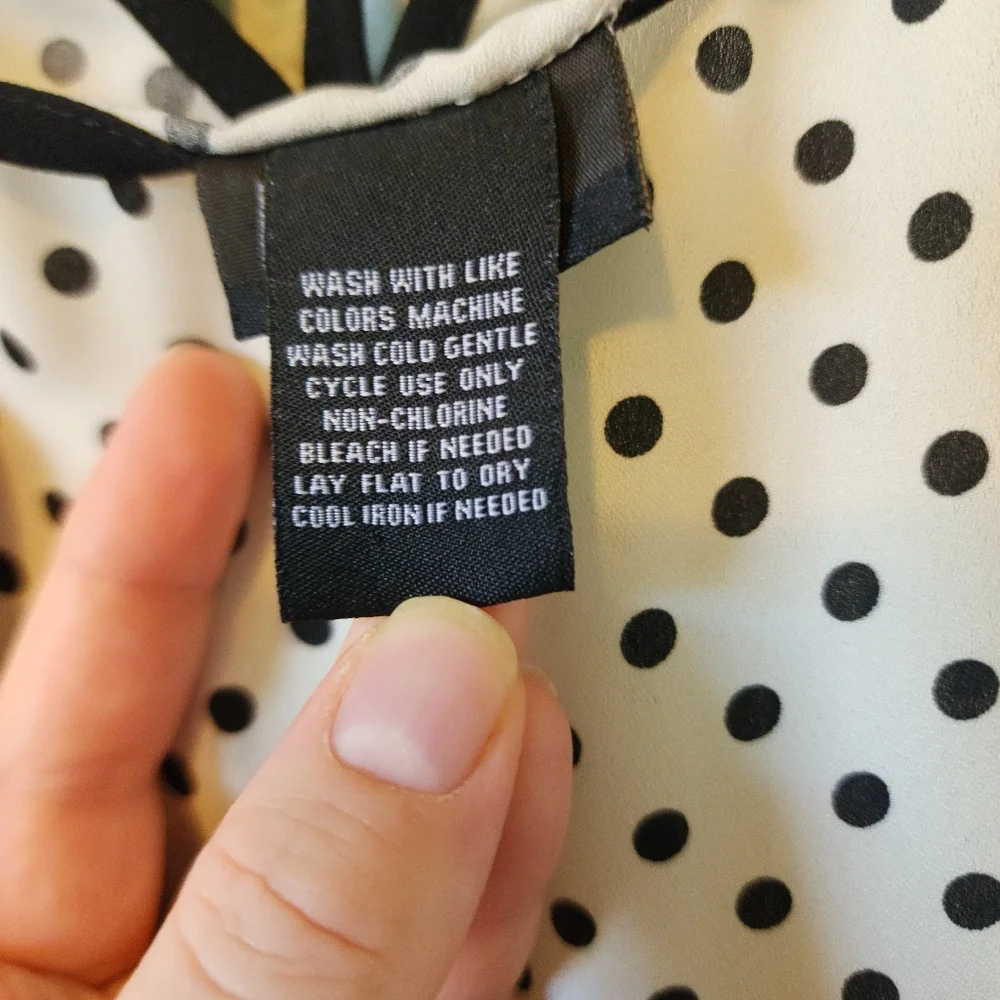 WASH WITH LIKE
COLORS MACHINE
WASH COLD GENTLE
CYCLE USE ONLY
NON-CHLORINE
BLEACH IF NEEDED
LAY FLAT TO DRY
COOL IRON IF NEEDED